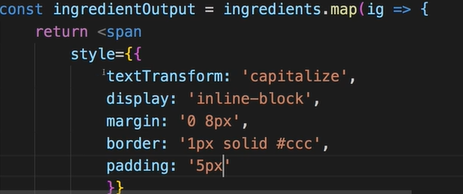 const ingredientOutput = ingredients.map(ig => {
return <span
style={{
textTransform: 'capitalize',
display: 'inline-block',
margin: '0 8px',
border: '1px solid #ccc',
padding: '5px'
}}